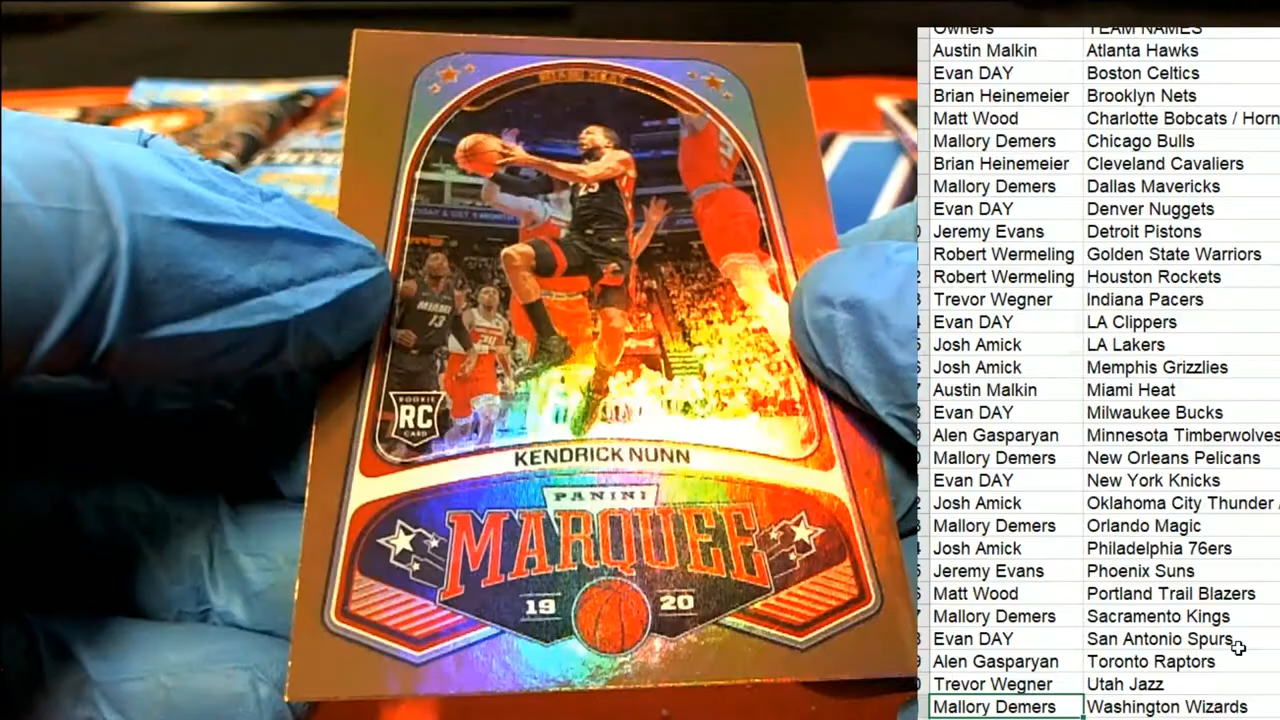 MIAMI HEAT
25
MIAMI
13
ROOKIE
RC
CARD
KENDRICK NUNN
PANINI
MARQUEE
19 20
Owners TEAM NAMES
Austin Malkin Atlanta Hawks
Evan DAY Boston Celtics
Brian Heinemeier Brooklyn Nets
Matt Wood Charlotte Bobcats / Horn
Mallory Demers Chicago Bulls
Brian Heinemeier Cleveland Cavaliers
Mallory Demers Dallas Mavericks
Evan DAY Denver Nuggets
Jeremy Evans Detroit Pistons
Robert Wermeling Golden State Warriors
Robert Wermeling Houston Rockets
Trevor Wegner Indiana Pacers
Evan DAY LA Clippers
Josh Amick LA Lakers
Josh Amick Memphis Grizzlies
Austin Malkin Miami Heat
Evan DAY Milwaukee Bucks
Alen Gasparyan Minnesota Timberwolves
Mallory Demers New Orleans Pelicans
Evan DAY New York Knicks
Josh Amick Oklahoma City Thunder /
Mallory Demers Orlando Magic
Josh Amick Philadelphia 76ers
Jeremy Evans Phoenix Suns
Matt Wood Portland Trail Blazers
Mallory Demers Sacramento Kings
Evan DAY San Antonio Spurs
Alen Gasparyan Toronto Raptors
Trevor Wegner Utah Jazz
Mallory Demers Washington Wizards